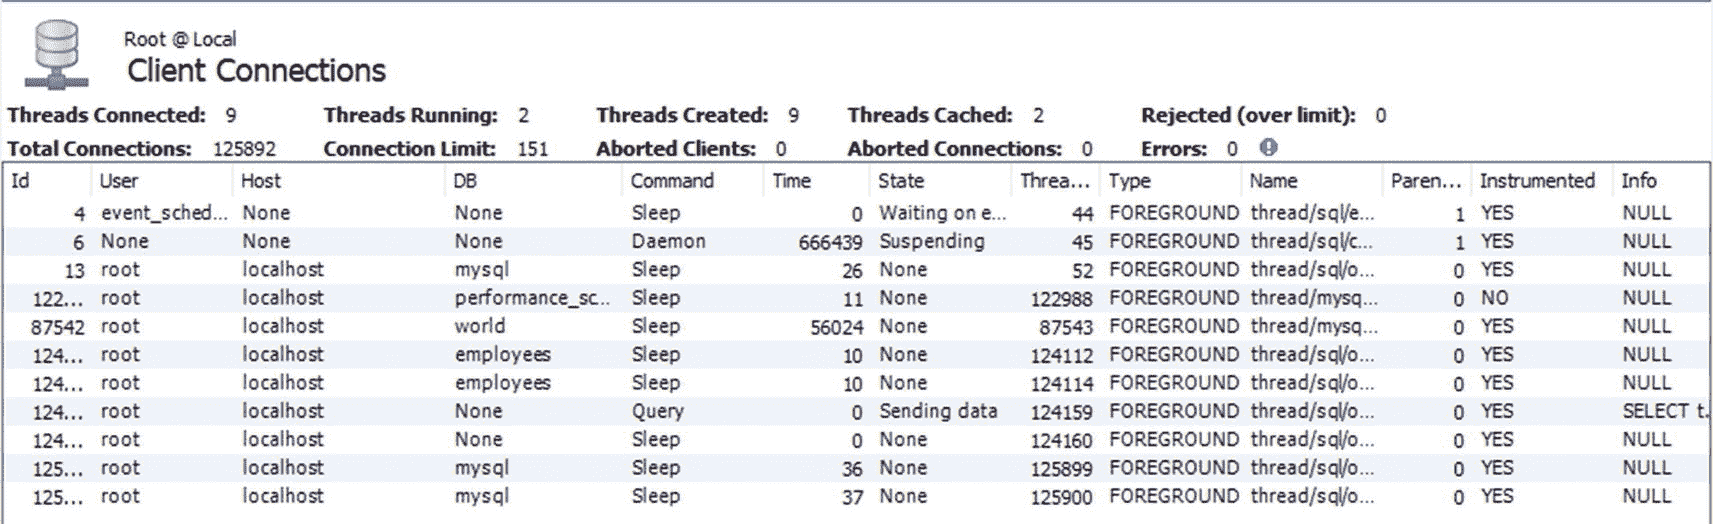 Root @ Local
Client Connections
Threads Connected: 9 Threads Running: 2 Threads Created: 9 Threads Cached: 2 Rejected (over limit): 0
Total Connections: 125892 Connection Limit: 151 Aborted Clients: 0 Aborted Connections: 0 Errors: 0
Id User Host DB Command Time State Threa... Type Name Paren... Instrumented Info
4 event_sched... None None Sleep 0 Waiting on e... 44 FOREGROUND thread/sql/e... 1 YES NULL
6 None None None Daemon 666439 Suspending 45 FOREGROUND thread/sql/c... 1 YES NULL
13 root localhost mysql Sleep 26 None 52 FOREGROUND thread/sql/o... 0 YES NULL
122... root localhost performance_sc... Sleep 11 None 122988 FOREGROUND thread/mysq... 0 NO NULL
87542 root localhost world Sleep 56024 None 87543 FOREGROUND thread/mysq... 0 YES NULL
124... root localhost employees Sleep 10 None 124112 FOREGROUND thread/sql/o... 0 YES NULL
124... root localhost employees Sleep 10 None 124114 FOREGROUND thread/sql/o... 0 YES NULL
124... root localhost None Query 0 Sending data 124159 FOREGROUND thread/sql/o... 0 YES SELECT t.
124... root localhost None Sleep 0 None 124160 FOREGROUND thread/sql/o... 0 YES NULL
125... root localhost mysql Sleep 36 None 125899 FOREGROUND thread/sql/o... 0 YES NULL
125... root localhost mysql Sleep 37 None 125900 FOREGROUND thread/sql/o... 0 YES NULL